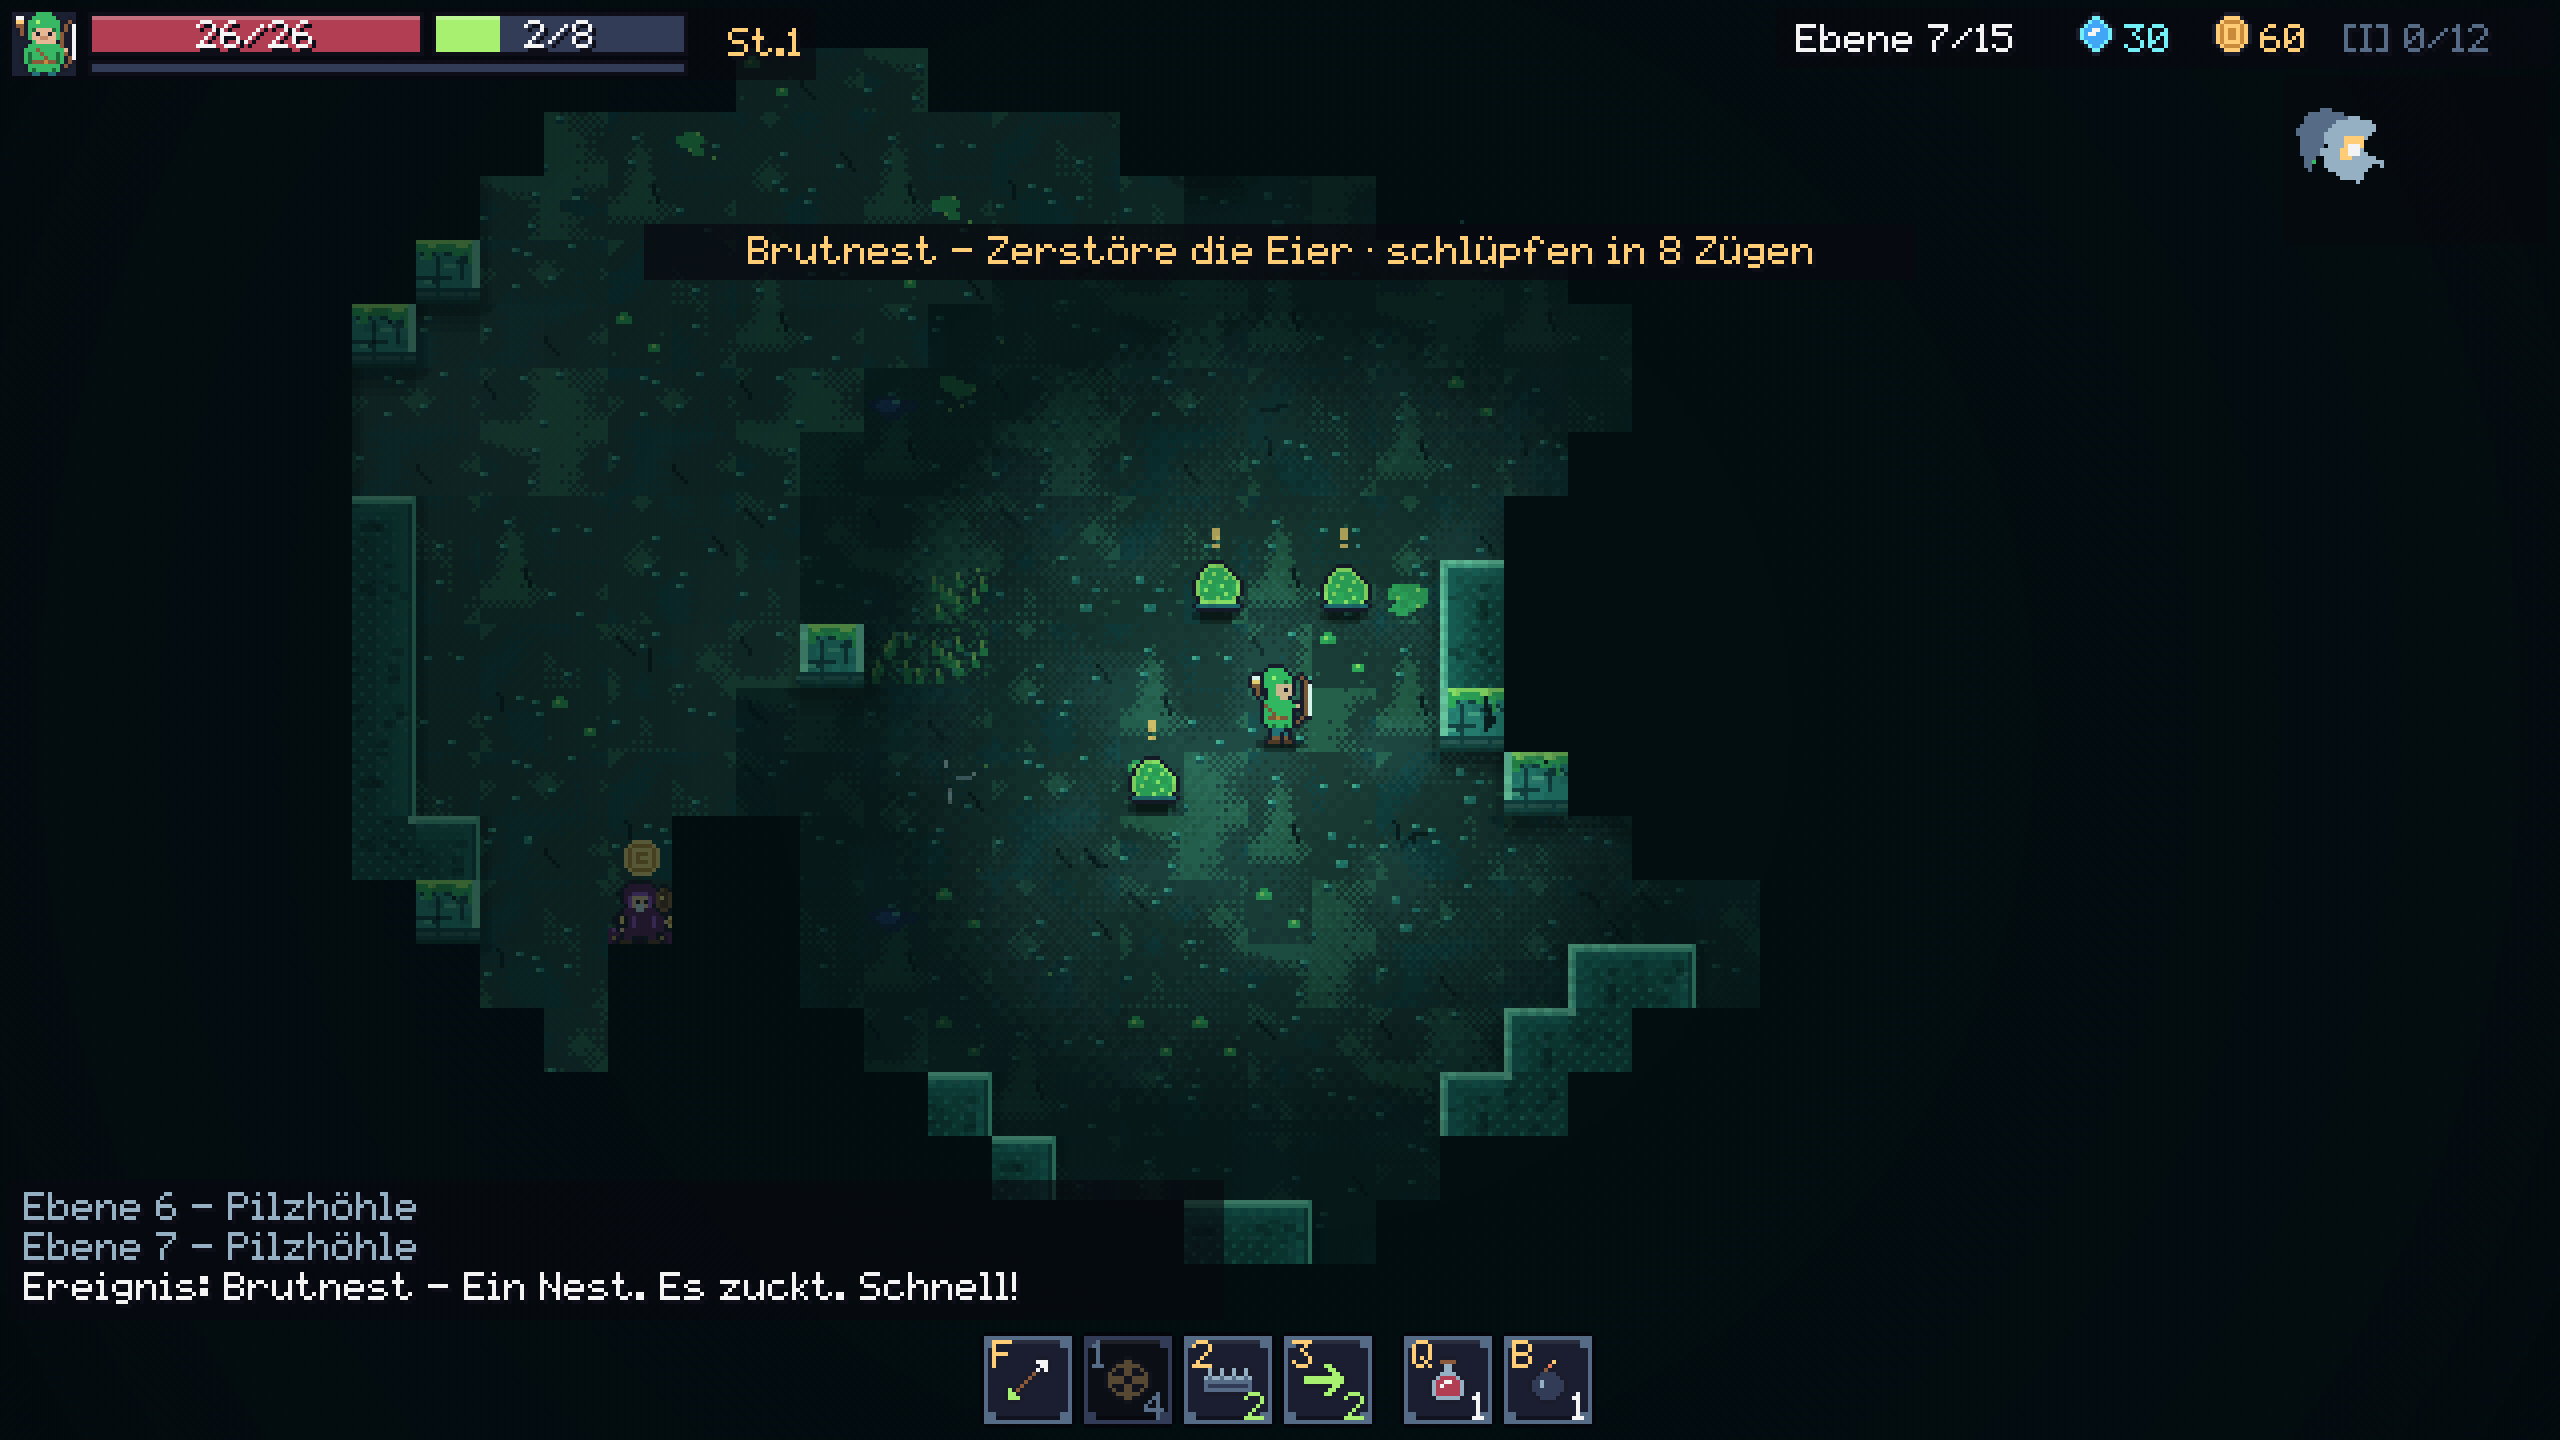 26/26 2/8 St.1 Ebene 7/15 30 60 [I] 0/12
Brutnest – Zerstöre die Eier · schlüpfen in 8 Zügen
Ebene 6 – Pilzhöhle
Ebene 7 – Pilzhöhle
Ereignis: Brutnest – Ein Nest. Es zuckt. Schnell!
F 1 4 2 2 3 2 Q 1 B 1